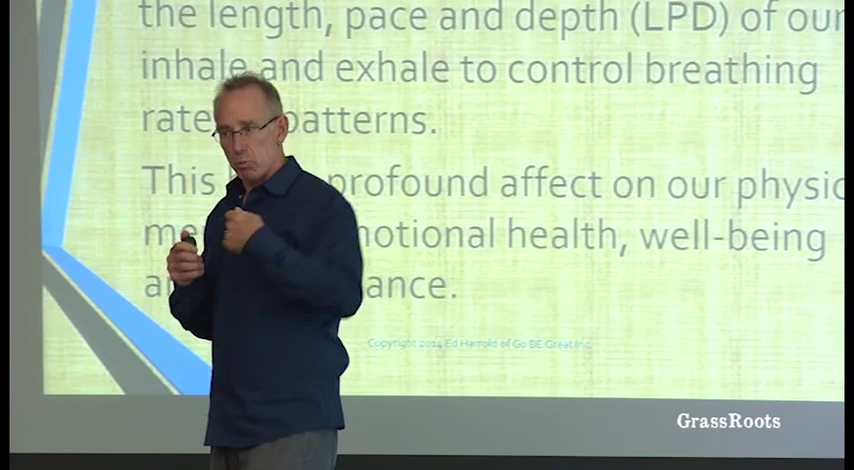 the length, pace and depth (LPD) of our
inhale and exhale to control breathing
rate patterns.
This profound affect on our
health, well-being
Copyright 2014 Ed Harrold of Go BE Great Inc.
GrassRoots